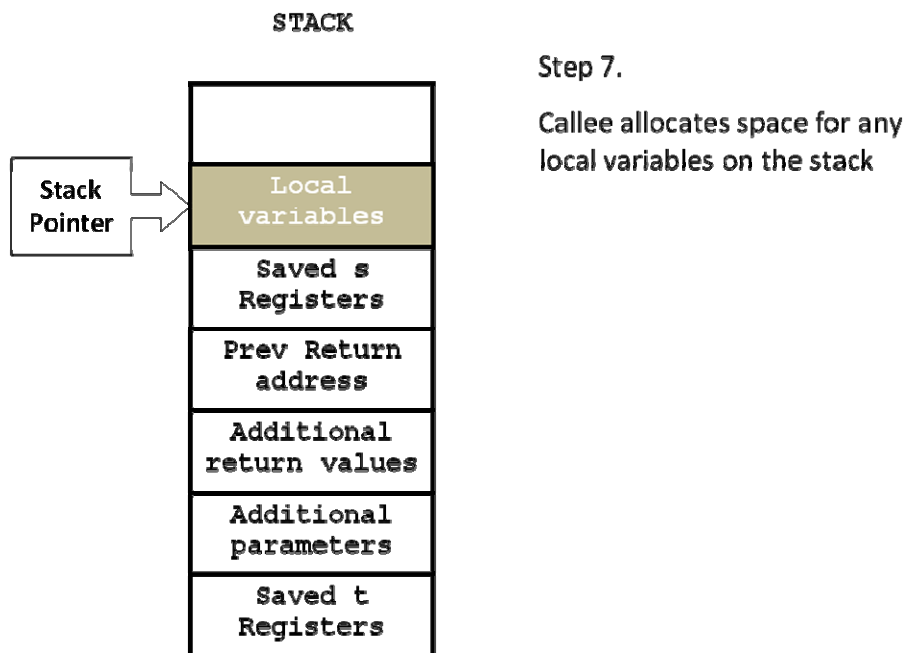 STACK
Step 7.
Callee allocates space for any
local variables on the stack
Stack
Pointer
Local
variables
Saved s
Registers
Prev Return
address
Additional
return values
Additional
parameters
Saved t
Registers